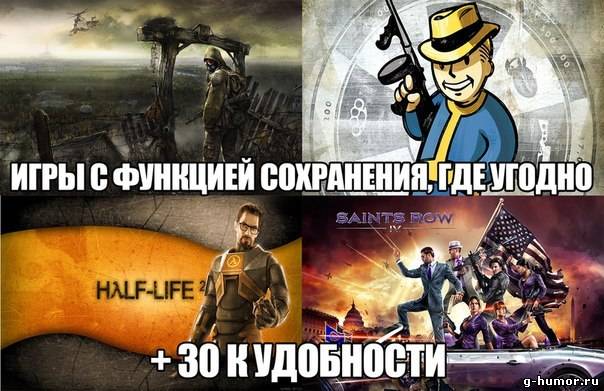 ИГРЫ С ФУНКЦИЕЙ СОХРАНЕНИЯ, ГДЕ УГОДНО
HALF-LIFE 2
SAINTS ROW
IV
+ 30 К УДОБНОСТИ
g-humor.ru